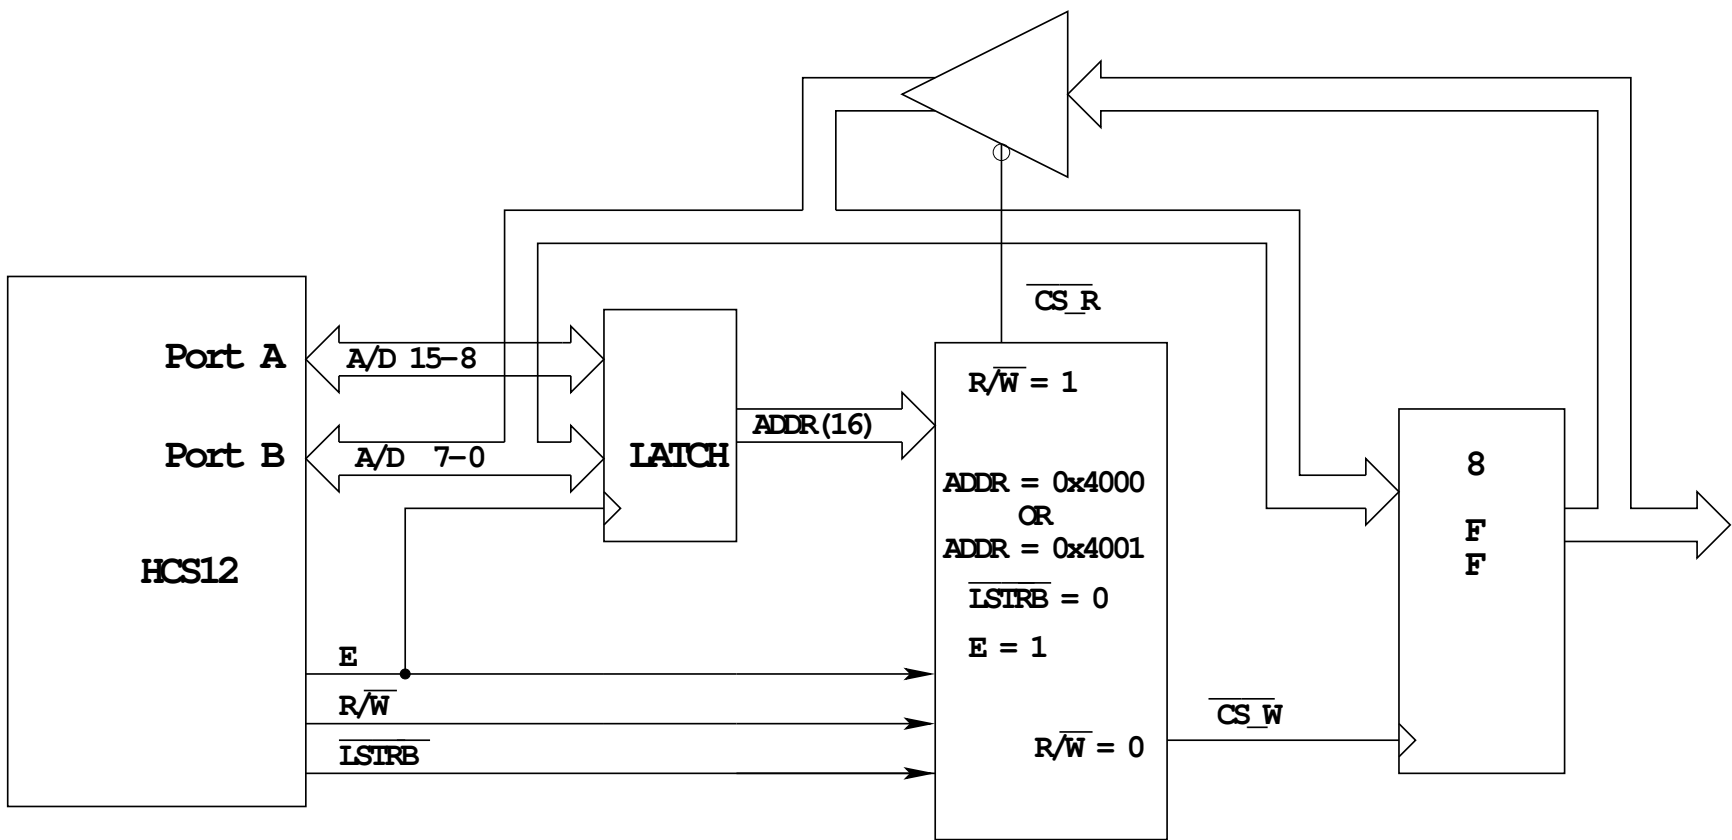 CS_R
Port A
A/D 15-8
R/W = 1
ADDR(16)
Port B
A/D 7-0
LATCH
8
F
F
ADDR = 0x4000
OR
ADDR = 0x4001
HCS12
LSTRB = 0
E = 1
E
R/W
CS_W
LSTRB
R/W = 0